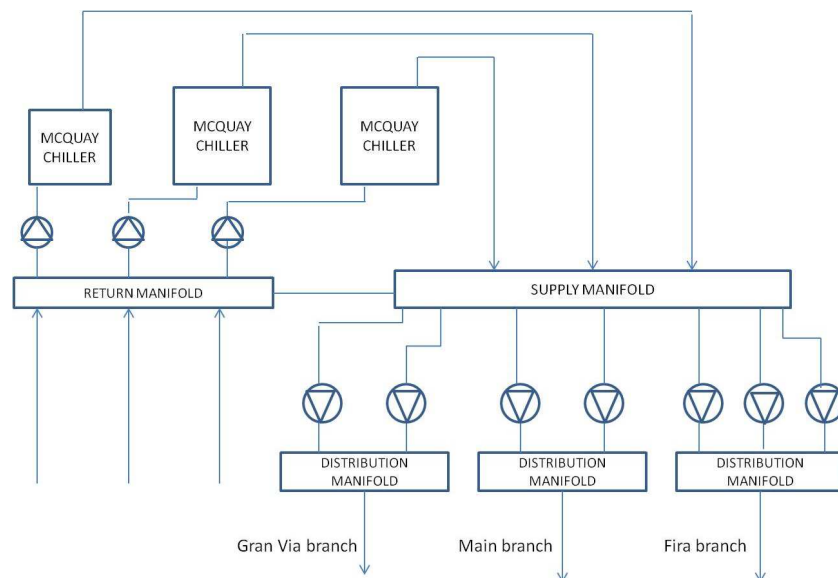 MCQUAY
CHILLER
MCQUAY
CHILLER
MCQUAY
CHILLER
RETURN MANIFOLD
SUPPLY MANIFOLD
DISTRIBUTION
MANIFOLD
DISTRIBUTION
MANIFOLD
DISTRIBUTION
MANIFOLD
Gran Via branch
Main branch
Fira branch